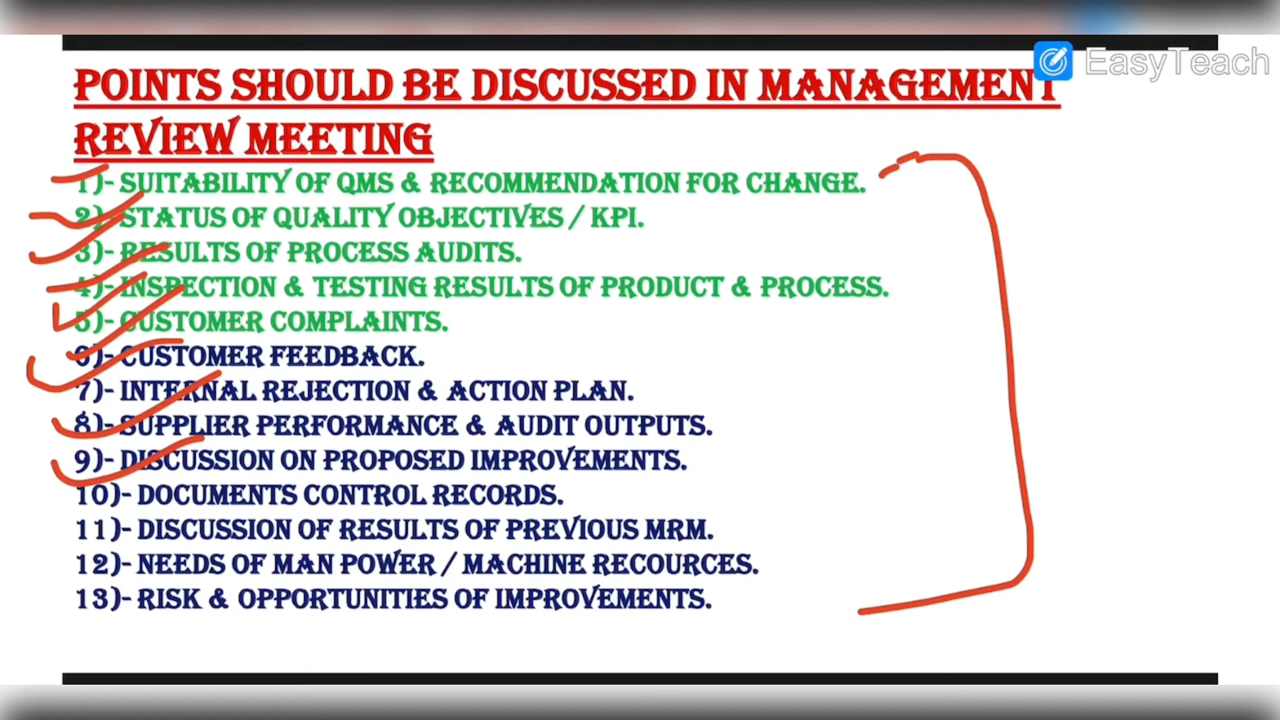 EasyTeach
POINTS SHOULD BE DISCUSSED IN MANAGEMENT
REVIEW MEETING
1)- SUITABILITY OF QMS & RECOMMENDATION FOR CHANGE.
2)- STATUS OF QUALITY OBJECTIVES / KPI.
3)- RESULTS OF PROCESS AUDITS.
4)- INSPECTION & TESTING RESULTS OF PRODUCT & PROCESS.
5)- CUSTOMER COMPLAINTS.
6)- CUSTOMER FEEDBACK.
7)- INTERNAL REJECTION & ACTION PLAN.
8)- SUPPLIER PERFORMANCE & AUDIT OUTPUTS.
9)- DISCUSSION ON PROPOSED IMPROVEMENTS.
10)- DOCUMENTS CONTROL RECORDS.
11)- DISCUSSION OF RESULTS OF PREVIOUS MRM.
12)- NEEDS OF MAN POWER / MACHINE RECOURCES.
13)- RISK & OPPORTUNITIES OF IMPROVEMENTS.